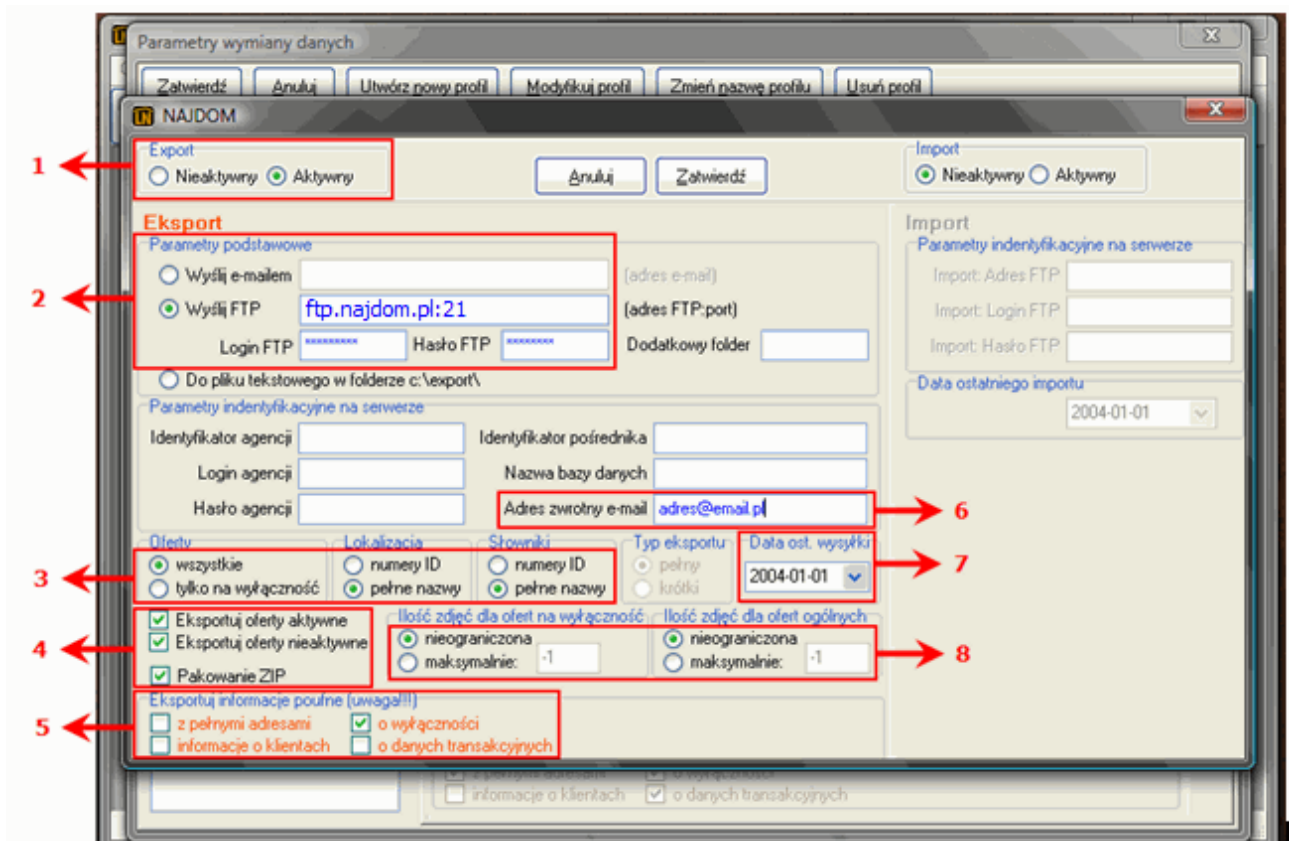 Parametry wymiany danych
Zatwierdź Anuluj Utwórz nowy profil Modyfikuj profil Zmień nazwę profilu Usuń profil
NAJDOM
Export
Import
1
Nieaktywny Aktywny
Anuluj Zatwierdź
Nieaktywny Aktywny
Eksport
Import
Parametry podstawowe
Parametry indentyfikacyjne na serwerze
Wyślij e-mailem (adres e-mail)
Import: Adres FTP
2
Wyślij FTP ftp.najdom.pl:21 (adres FTP:port)
Import: Login FTP
Login FTP ********* Hasło FTP ******** Dodatkowy folder
Import: Hasło FTP
Do pliku tekstowego w folderze c:\export\
Data ostatniego importu
2004-01-01
Parametry indentyfikacyjne na serwerze
Identyfikator agencji Identyfikator pośrednika
Login agencji Nazwa bazy danych
Hasło agencji Adres zwrotny e-mail adres@email.pl
6
Oferty Lokalizacja Słowniki Typ eksportu Data ost. wysyłki
3
wszystkie numery ID numery ID pełny 2004-01-01
7
tylko na wyłączność pełne nazwy pełne nazwy krótki
Eksportuj oferty aktywne Ilość zdjęć dla ofert na wyłączność Ilość zdjęć dla ofert ogólnych
4
Eksportuj oferty nieaktywne nieograniczona nieograniczona
8
Pakowanie ZIP maksymalnie: -1 maksymalnie: -1
Eksportuj informacje poufne (uwaga!!!)
5
z pełnymi adresami o wyłączności
informacje o klientach o danych transakcyjnych
z pełnymi adresami o wyłączności
informacje o klientach o danych transakcyjnych